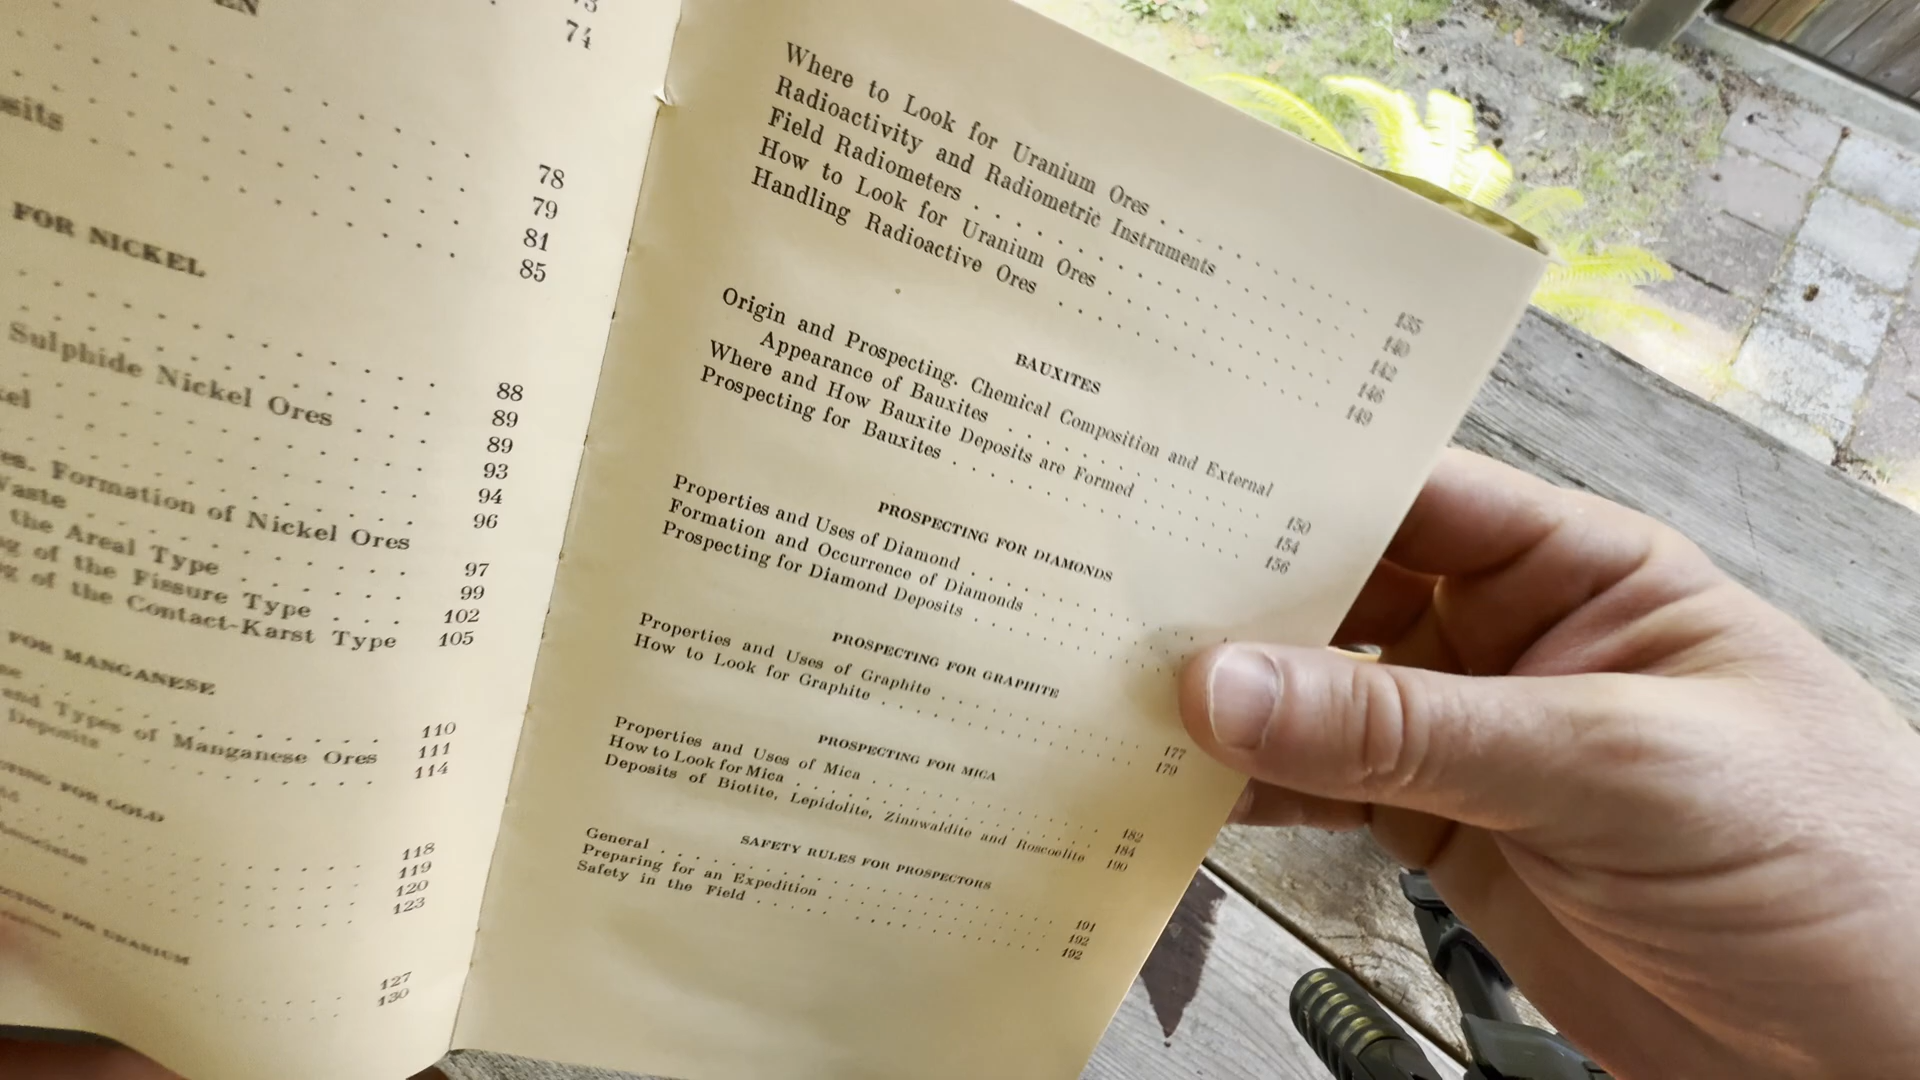 EN
73
74
78
osits
79
81
85
FOR NICKEL
88
89
Sulphide Nickel Ores . . . 89
93
94
96
Formation of Nickel Ores
Waste 97
the Areal Type 99
of the Fissure Type 102
of the Contact-Karst Type 105
FOR MANGANESE
110
and Types of Manganese Ores 111
Deposits 114
FOR GOLD
118
119
Associates 120
123
FOR URANIUM
127
130
Where to Look for Uranium Ores 135
Radioactivity and Radiometric Instruments 140
Field Radiometers 142
How to Look for Uranium Ores 146
Handling Radioactive Ores 149
BAUXITES
Origin and Prospecting. Chemical Composition and External
Appearance of Bauxites 150
Where and How Bauxite Deposits are Formed 154
Prospecting for Bauxites 156
PROSPECTING FOR DIAMONDS
Properties and Uses of Diamond
Formation and Occurrence of Diamonds
Prospecting for Diamond Deposits
PROSPECTING FOR GRAPHITE
Properties and Uses of Graphite 177
How to Look for Graphite 179
PROSPECTING FOR MICA
Properties and Uses of Mica 182
How to Look for Mica 184
Deposits of Biotite, Lepidolite, Zinnwaldite and Roscoelite 190
SAFETY RULES FOR PROSPECTORS
General 191
Preparing for an Expedition 192
Safety in the Field 192